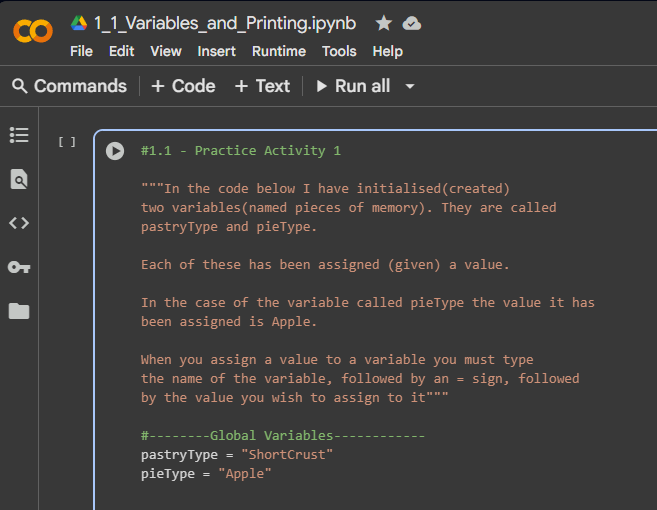 1_1_Variables_and_Printing.ipynb
File Edit View Insert Runtime Tools Help
Commands + Code + Text Run all
[ ]
#1.1 - Practice Activity 1
"""In the code below I have initialised(created)
two variables(named pieces of memory). They are called
pastryType and pieType.
Each of these has been assigned (given) a value.
In the case of the variable called pieType the value it has
been assigned is Apple.
When you assign a value to a variable you must type
the name of the variable, followed by an = sign, followed
by the value you wish to assign to it"""
#--------Global Variables------------
pastryType = "ShortCrust"
pieType = "Apple"